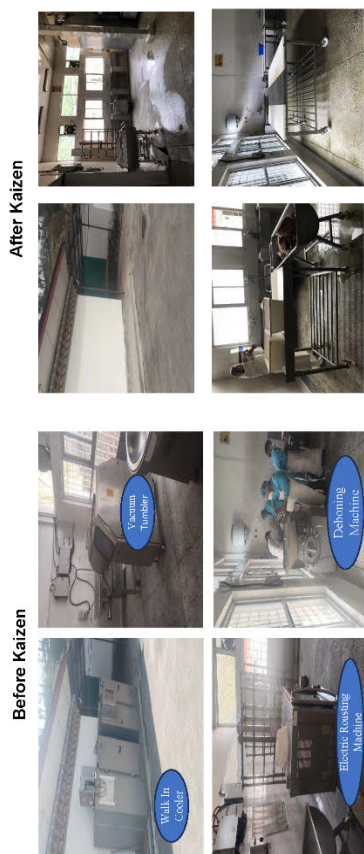 Before Kaizen
After Kaizen
Walk In
Cooler
Vacuum
Tumbler
Electric Roasting
Machine
Deboning
Machine